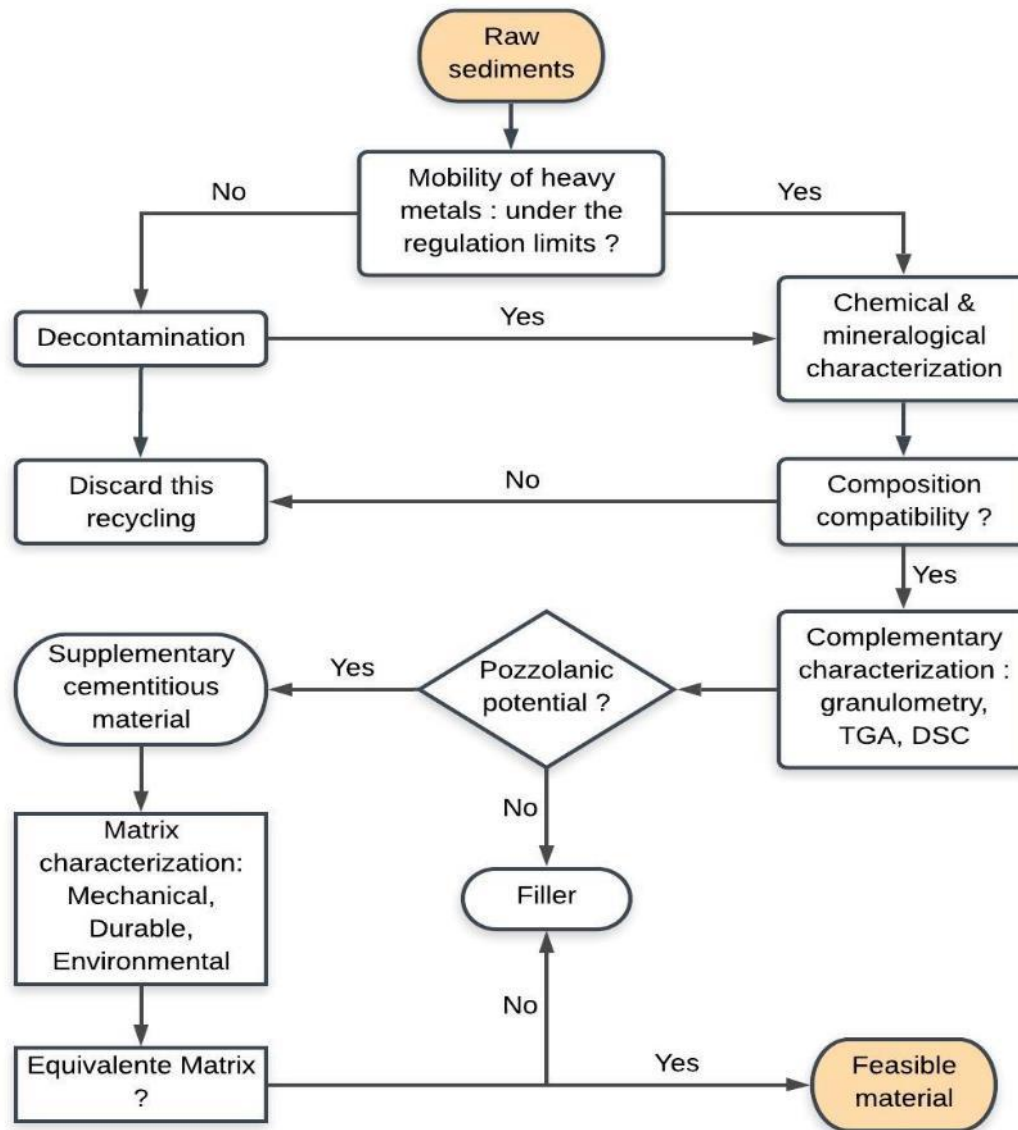 Raw
sediments
No
Mobility of heavy
metals : under the
regulation limits ?
Yes
Decontamination
Yes
Chemical &
mineralogical
characterization
Discard this
recycling
No
Composition
compatibility ?
Yes
Supplementary
cementitious
material
Yes
Pozzolanic
potential ?
Complementary
characterization :
granulometry,
TGA, DSC
No
Matrix
characterization:
Mechanical,
Durable,
Environmental
Filler
No
Equivalente Matrix
?
Yes
Feasible
material